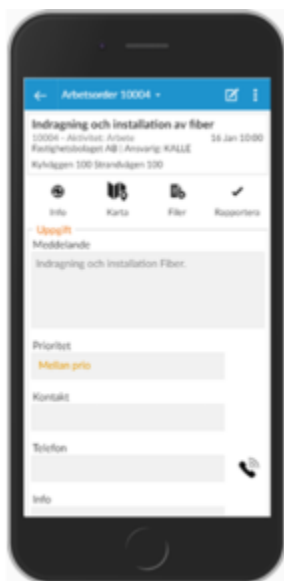 Arbetsorder 10004
Indragning och installation av fiber
10004 - Aktivitet: Arbete 16 Jan 10:00
Fastighetsbolaget AB | Ansvarig: KALLE
Kylväggen 100 Strandvägen 100
Info Karta Filer Rapportera
Uppgift
Meddelande
Indragning och installation Fiber.
Prioritet
Mellan prio
Kontakt
Telefon
Info